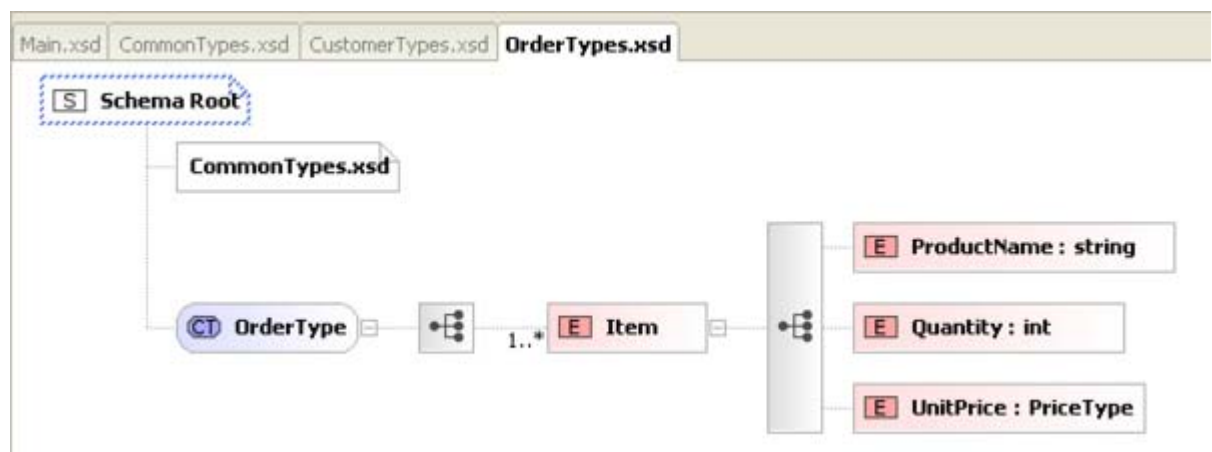 Main.xsd CommonTypes.xsd CustomerTypes.xsd OrderTypes.xsd
S Schema Root
CommonTypes.xsd
E ProductName : string
CT OrderType 1..* E Item E Quantity : int
E UnitPrice : PriceType